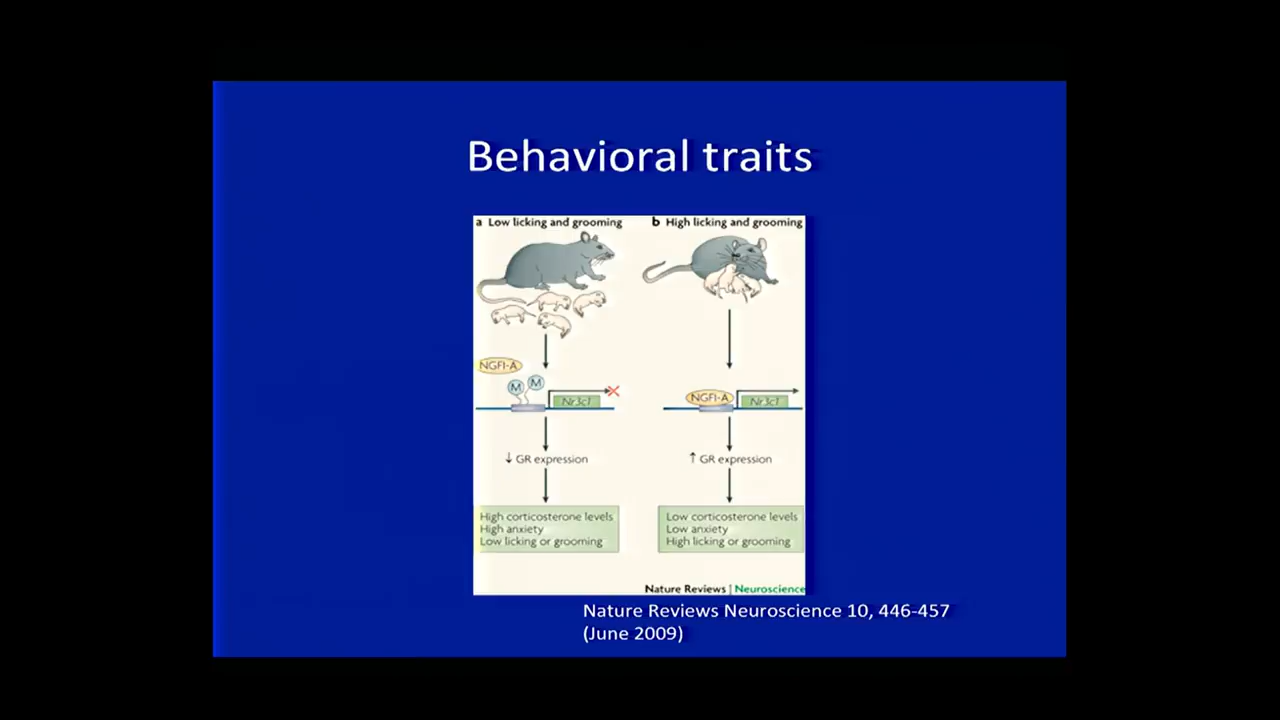 Behavioral traits
a Low licking and grooming
NGFI-A
M M
Nr3c1
↓ GR expression
High corticosterone levels
High anxiety
Low licking or grooming
b High licking and grooming
NGFI-A
Nr3c1
↑ GR expression
Low corticosterone levels
Low anxiety
High licking or grooming
Nature Reviews | Neuroscience
Nature Reviews Neuroscience 10, 446-457
(June 2009)